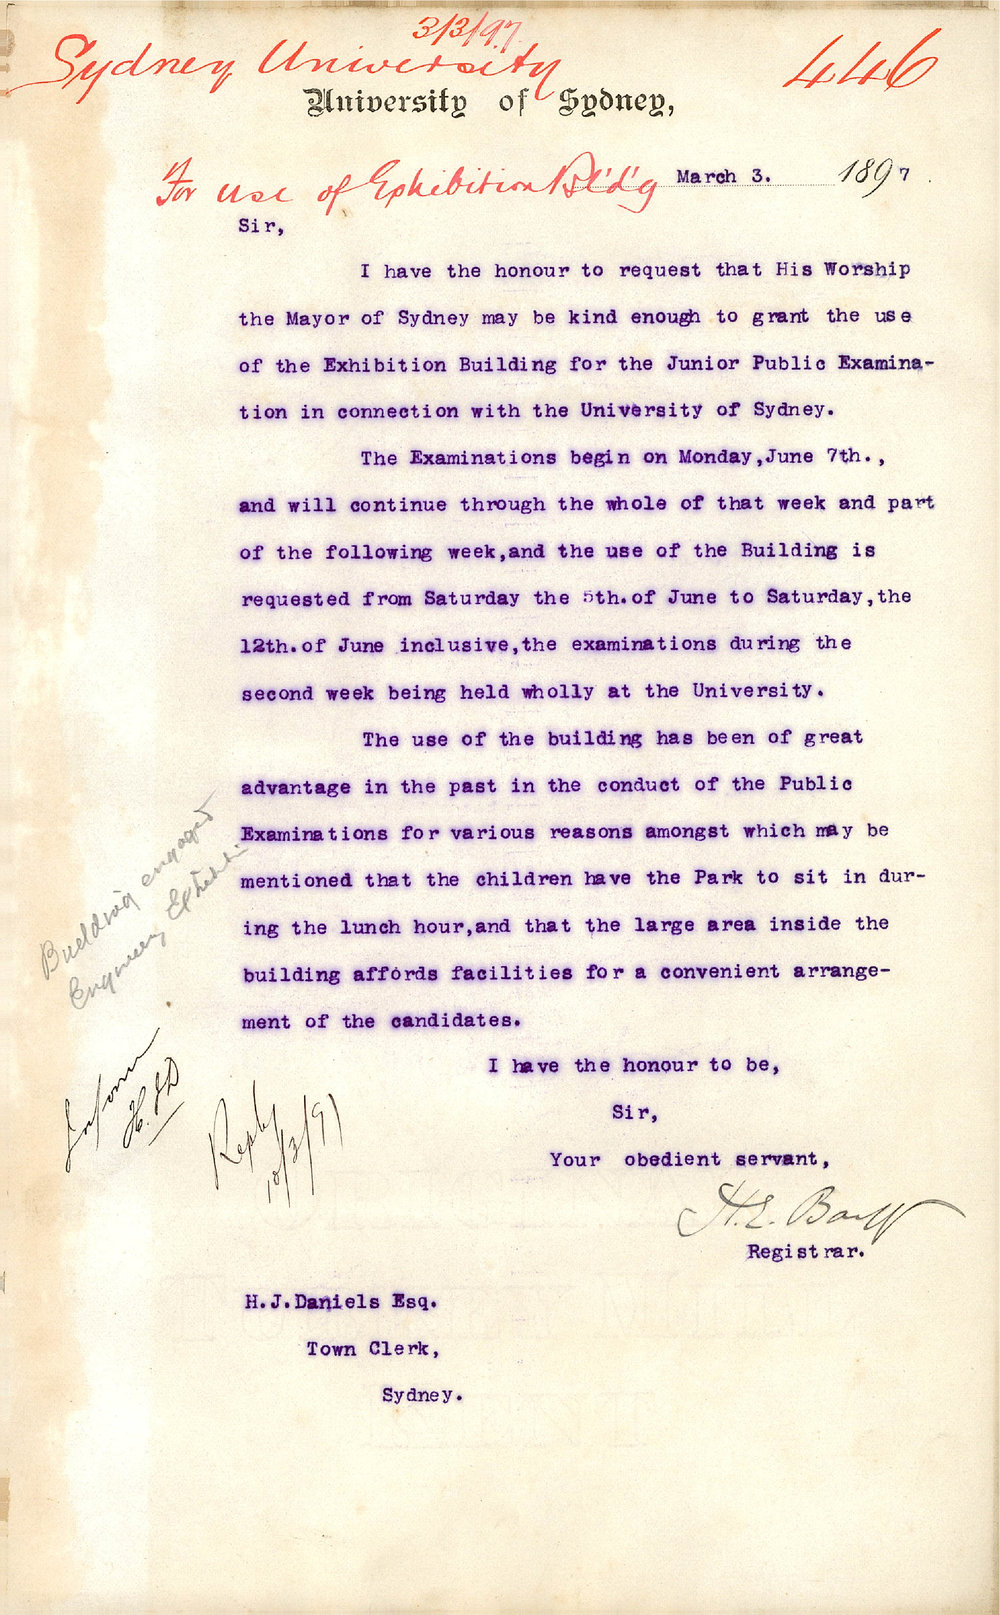 3/3/97
Sydney University
446
University of Sydney,
For use of Exhibition Bl'd'g
March 3. 1897.
Sir,
I have the honour to request that His Worship
the Mayor of Sydney may be kind enough to grant the use
of the Exhibition Building for the Junior Public Examina-
tion in connection with the University of Sydney.
The Examinations begin on Monday,June 7th.,
and will continue through the whole of that week and part
of the following week,and the use of the Building is
requested from Saturday the 5th.of June to Saturday,the
12th.of June inclusive,the examinations during the
second week being held wholly at the University.
The use of the building has been of great
advantage in the past in the conduct of the Public
Examinations for various reasons amongst which may be
mentioned that the children have the Park to sit in dur-
ing the lunch hour,and that the large area inside the
building affords facilities for a convenient arrange-
ment of the candidates.
Building engaged
Engineering Exhibition
Inform
H.J.D
Reply
10/3/97
I have the honour to be,
Sir,
Your obedient servant,
H.E. Barff
Registrar.
H.J.Daniels Esq.
Town Clerk,
Sydney.